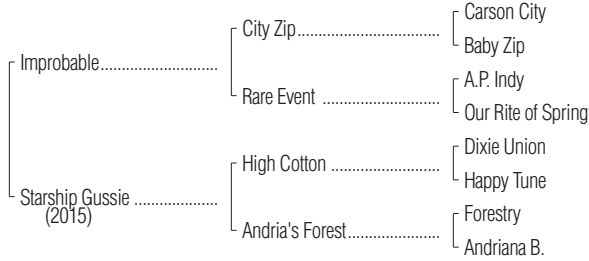 Carson City
City Zip
Baby Zip
Improbable
A.P. Indy
Rare Event
Our Rite of Spring
Dixie Union
High Cotton
Happy Tune
Starship Gussie
(2015)
Forestry
Andria's Forest
Andriana B.